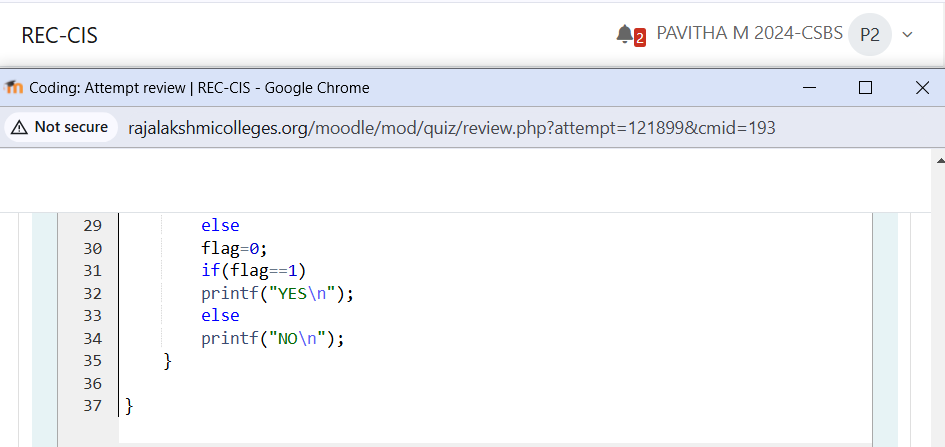 REC-CIS
2 PAVITHA M 2024-CSBS P2
Coding: Attempt review | REC-CIS - Google Chrome
Not secure rajalakshmicolleges.org/moodle/mod/quiz/review.php?attempt=121899&cmid=193
29 else
30 flag=0;
31 if(flag==1)
32 printf("YES\n");
33 else
34 printf("NO\n");
35 }
36
37 }